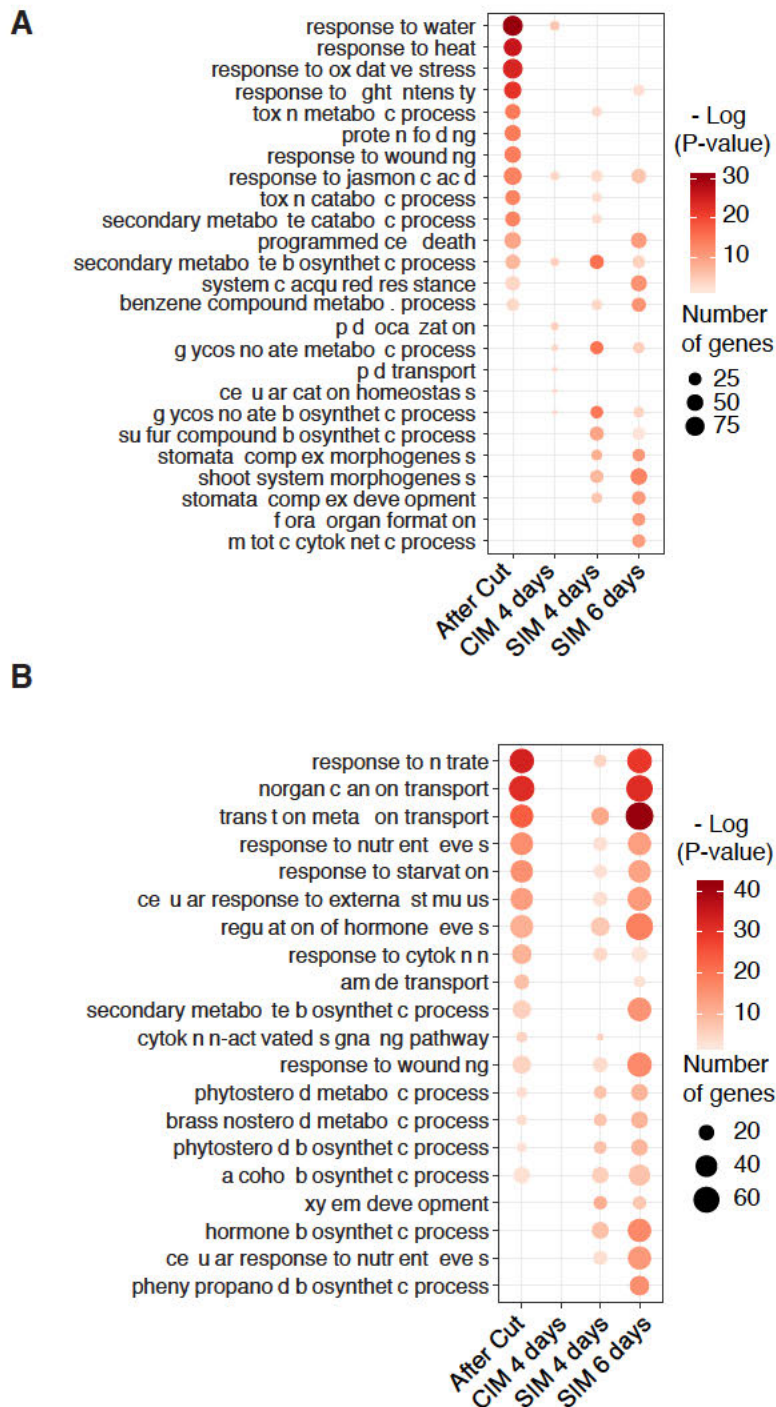 A
response to water
response to heat
response to ox dat ve stress
response to ght ntens ty
tox n metabo c process
prote n fo d ng
response to wound ng
response to jasmon c ac d
tox n catabo c process
secondary metabo te catabo c process
programmed ce death
secondary metabo te b osynthet c process
system c acqu red res stance
benzene compound metabo . process
p d oca zat on
g ycos no ate metabo c process
p d transport
ce u ar cat on homeostas s
g ycos no ate b osynthet c process
su fur compound b osynthet c process
stomata comp ex morphogenes s
shoot system morphogenes s
stomata comp ex deve opment
f ora organ format on
m tot c cytok net c process
After Cut
CIM 4 days
SIM 4 days
SIM 6 days
- Log
(P-value)
30
20
10
Number
of genes
25
50
75
B
response to n trate
norgan c an on transport
trans t on meta on transport
response to nutr ent eve s
response to starvat on
ce u ar response to externa st mu us
regu at on of hormone eve s
response to cytok n n
am de transport
secondary metabo te b osynthet c process
cytok n n-act vated s gna ng pathway
response to wound ng
phytostero d metabo c process
brass nostero d metabo c process
phytostero d b osynthet c process
a coho b osynthet c process
xy em deve opment
hormone b osynthet c process
ce u ar response to nutr ent eve s
pheny propano d b osynthet c process
After Cut
CIM 4 days
SIM 4 days
SIM 6 days
- Log
(P-value)
40
30
20
10
Number
of genes
20
40
60